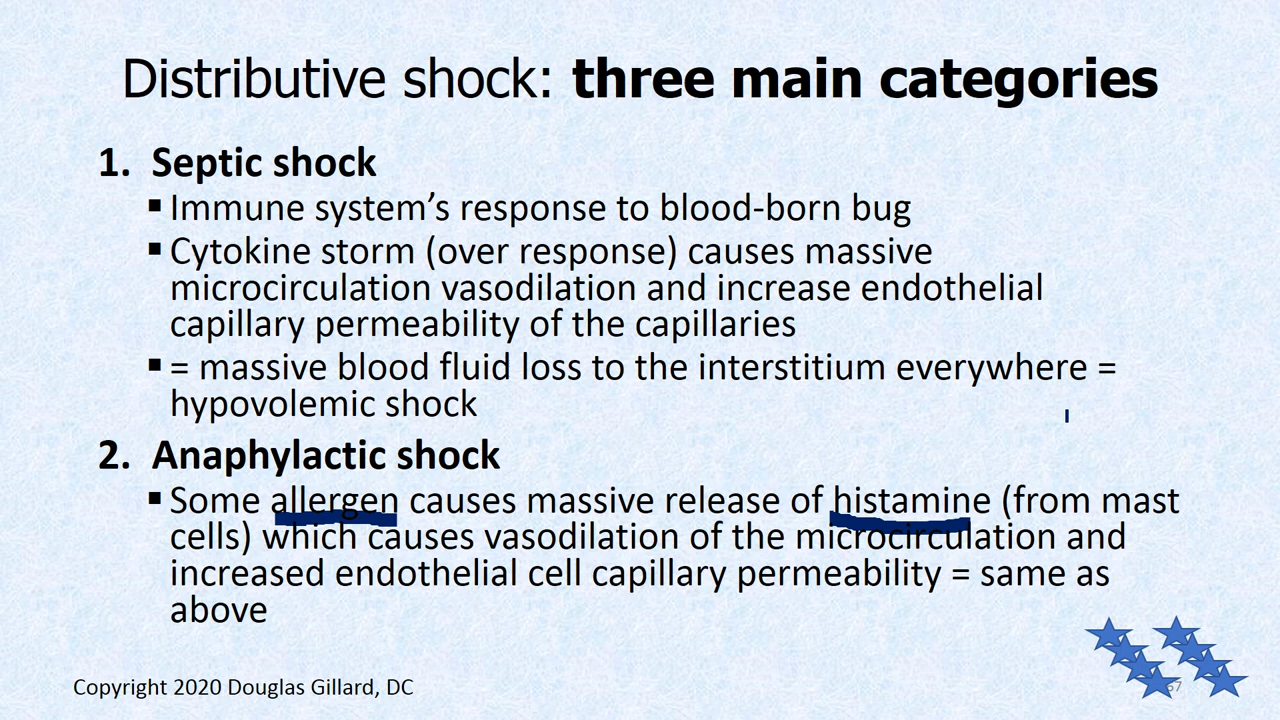 Distributive shock: three main categories
1. Septic shock
▪ Immune system’s response to blood-born bug
▪ Cytokine storm (over response) causes massive
microcirculation vasodilation and increase endothelial
capillary permeability of the capillaries
▪ = massive blood fluid loss to the interstitium everywhere =
hypovolemic shock
2. Anaphylactic shock
▪ Some allergen causes massive release of histamine (from mast
cells) which causes vasodilation of the microcirculation and
increased endothelial cell capillary permeability = same as
above
Copyright 2020 Douglas Gillard, DC